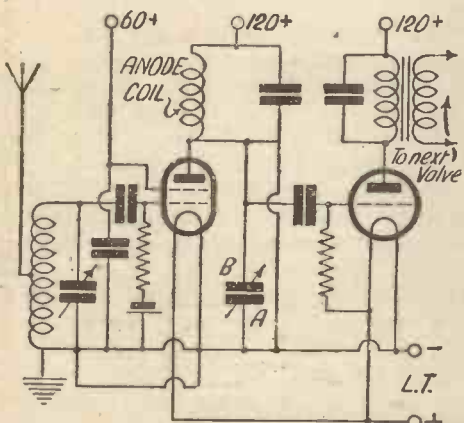 60+
120+
120+
ANODE
COIL
To next
Valve
B
A
-
L.T.
+